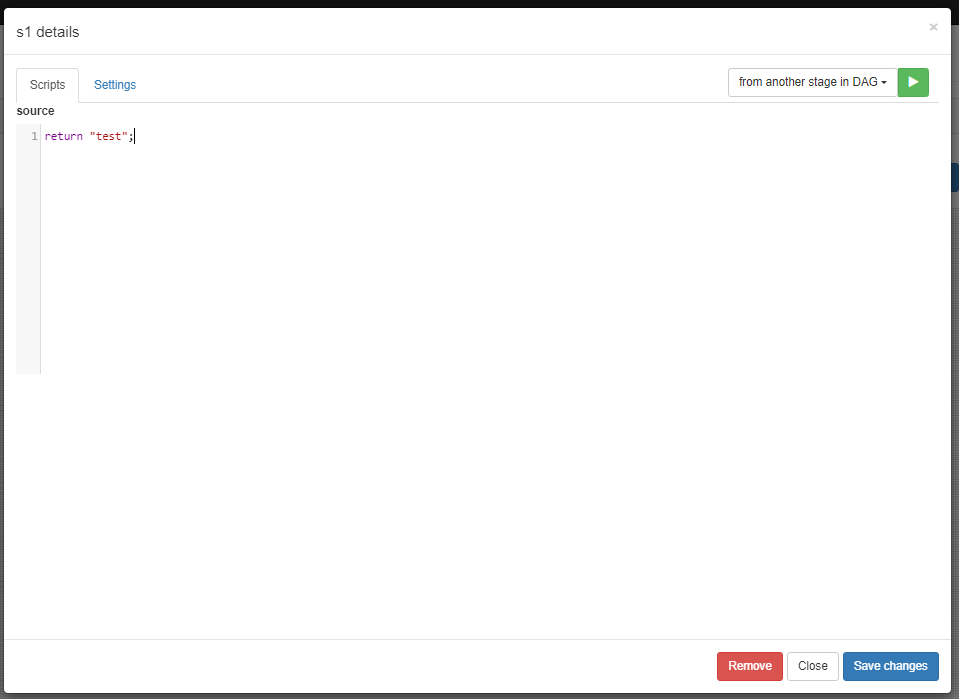 s1 details
×
Scripts Settings from another stage in DAG
source
1 return "test";
Remove Close Save changes